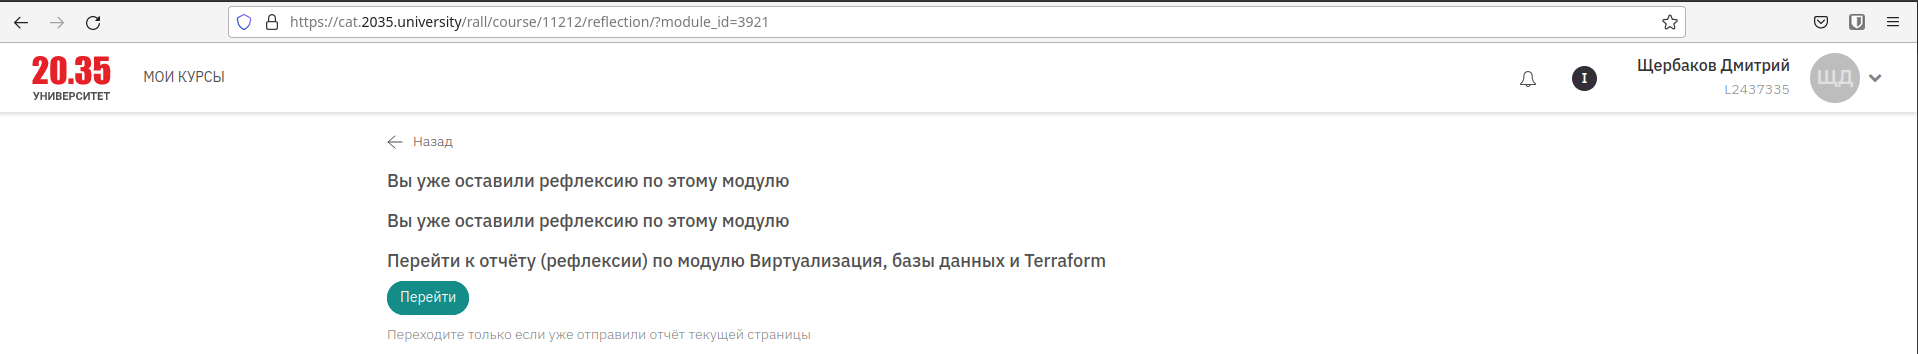 https://cat.2035.university/rall/course/11212/reflection/?module_id=3921
20.35
УНИВЕРСИТЕТ
МОИ КУРСЫ
I
Щербаков Дмитрий
L2437335
ЩД
Назад
Вы уже оставили рефлексию по этому модулю
Вы уже оставили рефлексию по этому модулю
Перейти к отчёту (рефлексии) по модулю Виртуализация, базы данных и Terraform
Перейти
Переходите только если уже отправили отчёт текущей страницы